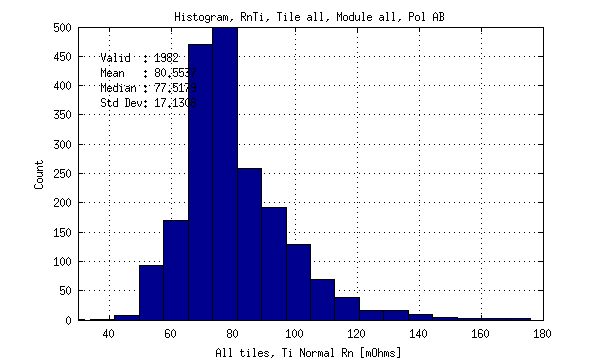 Histogram, RnTi, Tile all, Module all, Pol AB
500
450
400
350
300
250
200
150
100
50
0
Valid : 1982
Mean : 80.553
Median : 77.517
Std Dev: 17.130
Count
40 60 80 100 120 140 160 180
All tiles, Ti Normal Rn [mOhms]